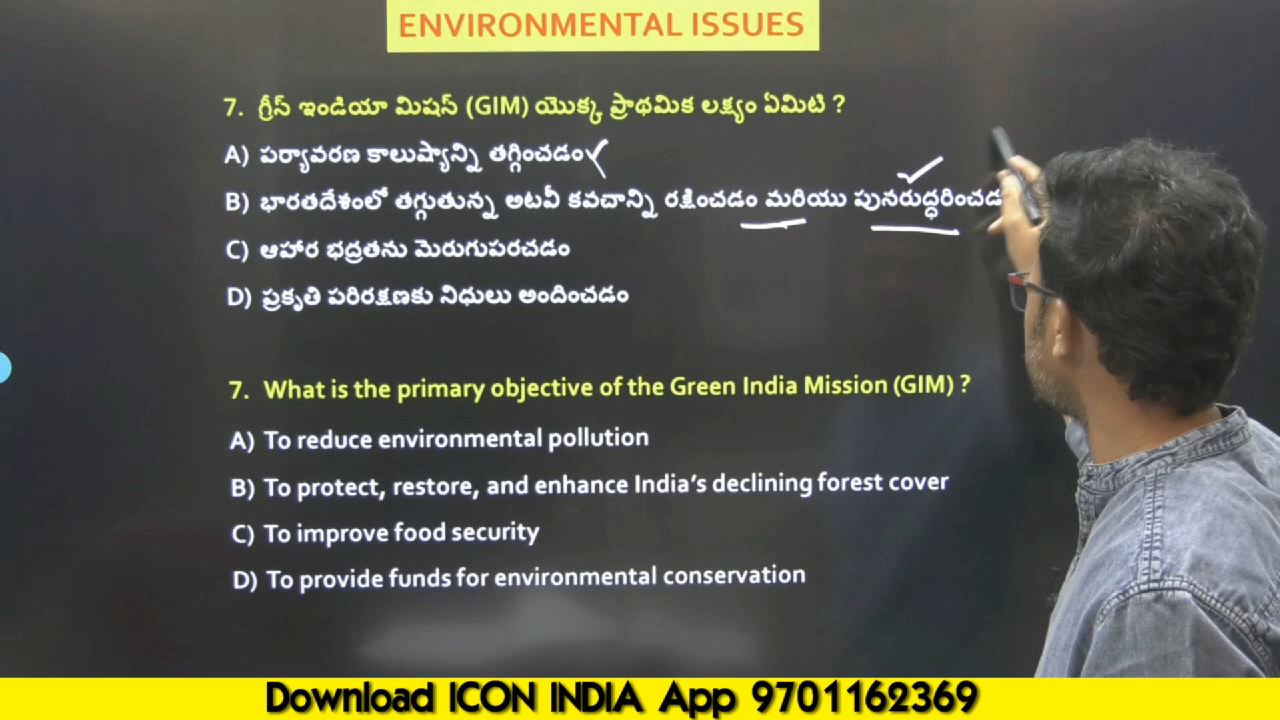 ENVIRONMENTAL ISSUES
7. గ్రీన్ ఇండియా మిషన్ (GIM) యొక్క ప్రాథమిక లక్ష్యం ఏమిటి ?
A) పర్యావరణ కాలుష్యాన్ని తగ్గించడం
B) భారతదేశంలో తగ్గుతున్న అటవీ కవచాన్ని రక్షించడం మరియు
C) ఆహార భద్రతను మెరుగుపరచడం
D) ప్రకృతి పరిరక్షణకు నిధులు అందించడం
7. What is the primary objective of the Green India Mission (GIM) ?
A) To reduce environmental pollution
B) To protect, restore, and enhance India's declining forest cover
C) To improve food security
D) To provide funds for environmental conservation
Download ICON INDIA App 9701162369